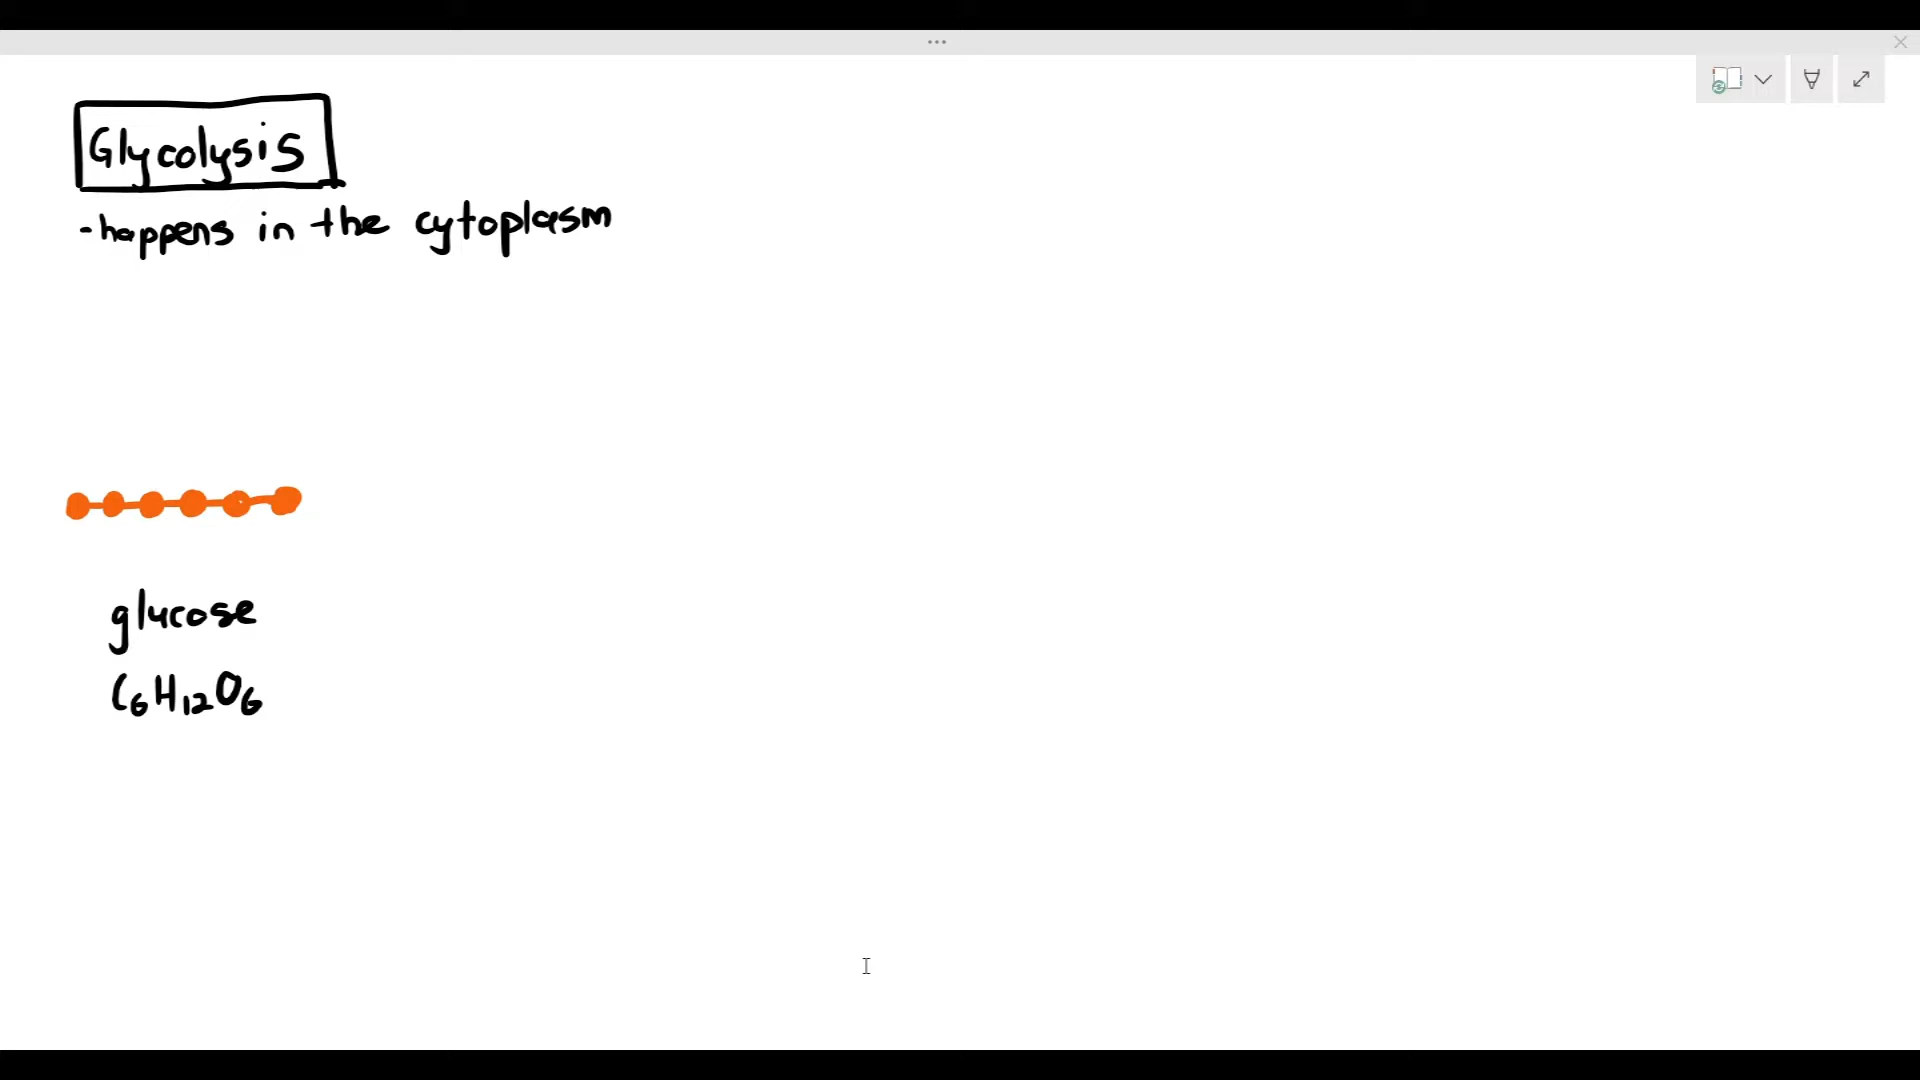 Glycolysis
-happens in the cytoplasm
glucose
C₆H₁₂O₆